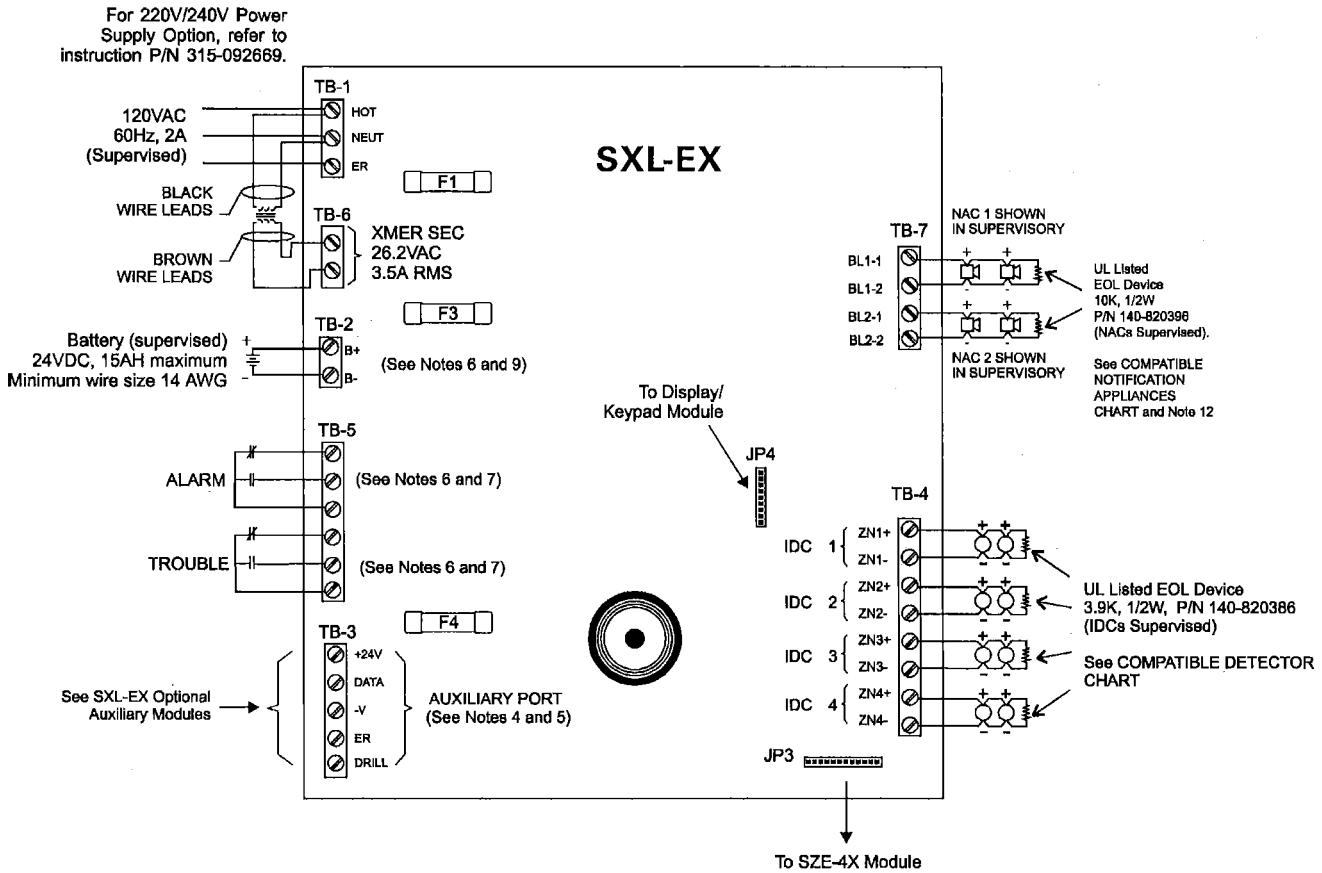 For 220V/240V Power
Supply Option, refer to
instruction P/N 315-092669.
TB-1
HOT
NEUT
ER
120VAC
60Hz, 2A
(Supervised)
SXL-EX
F1
BLACK
WIRE LEADS
BROWN
WIRE LEADS
TB-6
XMER SEC
26.2VAC
3.5A RMS
F3
TB-2
Battery (supervised)
24VDC, 15AH maximum
Minimum wire size 14 AWG
+
-
B+
B-
(See Notes 6 and 9)
TB-5
ALARM
(See Notes 6 and 7)
TROUBLE
(See Notes 6 and 7)
F4
TB-3
+24V
DATA
-V
ER
DRILL
See SXL-EX Optional
Auxiliary Modules
AUXILIARY PORT
(See Notes 4 and 5)
To Display/
Keypad Module
JP4
NAC 1 SHOWN
IN SUPERVISORY
TB-7
BL1-1
BL1-2
BL2-1
BL2-2
+ +
- -
+ +
- -
NAC 2 SHOWN
IN SUPERVISORY
UL Listed
EOL Device
10K, 1/2W
P/N 140-820396
(NACs Supervised).
See COMPATIBLE
NOTIFICATION
APPLIANCES
CHART and Note 12
TB-4
IDC 1
ZN1+
ZN1-
+ +
- -
IDC 2
ZN2+
ZN2-
+ +
- -
IDC 3
ZN3+
ZN3-
+ +
- -
IDC 4
ZN4+
ZN4-
+ +
- -
UL Listed EOL Device
3.9K, 1/2W, P/N 140-820386
(IDCs Supervised)
See COMPATIBLE DETECTOR
CHART
JP3
To SZE-4X Module